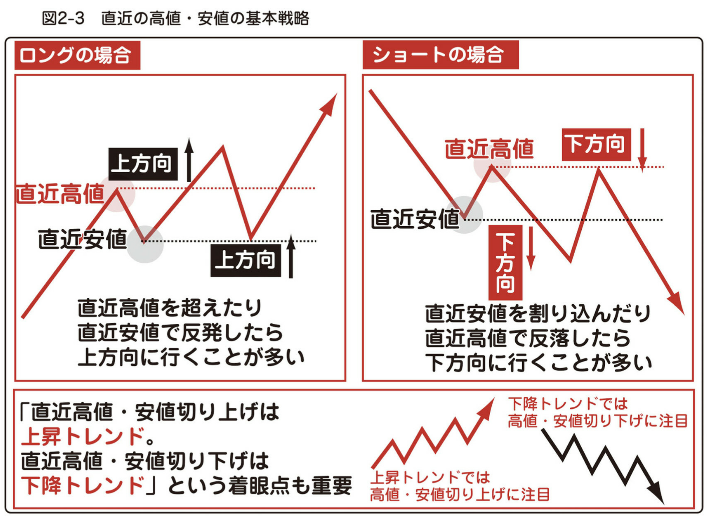 図2-3　直近の高値・安値の基本戦略
ロングの場合
上方向
直近高値
直近安値
上方向
直近高値を超えたり
直近安値で反発したら
上方向に行くことが多い
ショートの場合
下方向
直近高値
直近安値
下方向
直近安値を割り込んだり
直近高値で反落したら
下方向に行くことが多い
「直近高値・安値切り上げは
上昇トレンド。
直近高値・安値切り下げは
下降トレンド」という着眼点も重要
上昇トレンドでは
高値・安値切り上げに注目
下降トレンドでは
高値・安値切り下げに注目